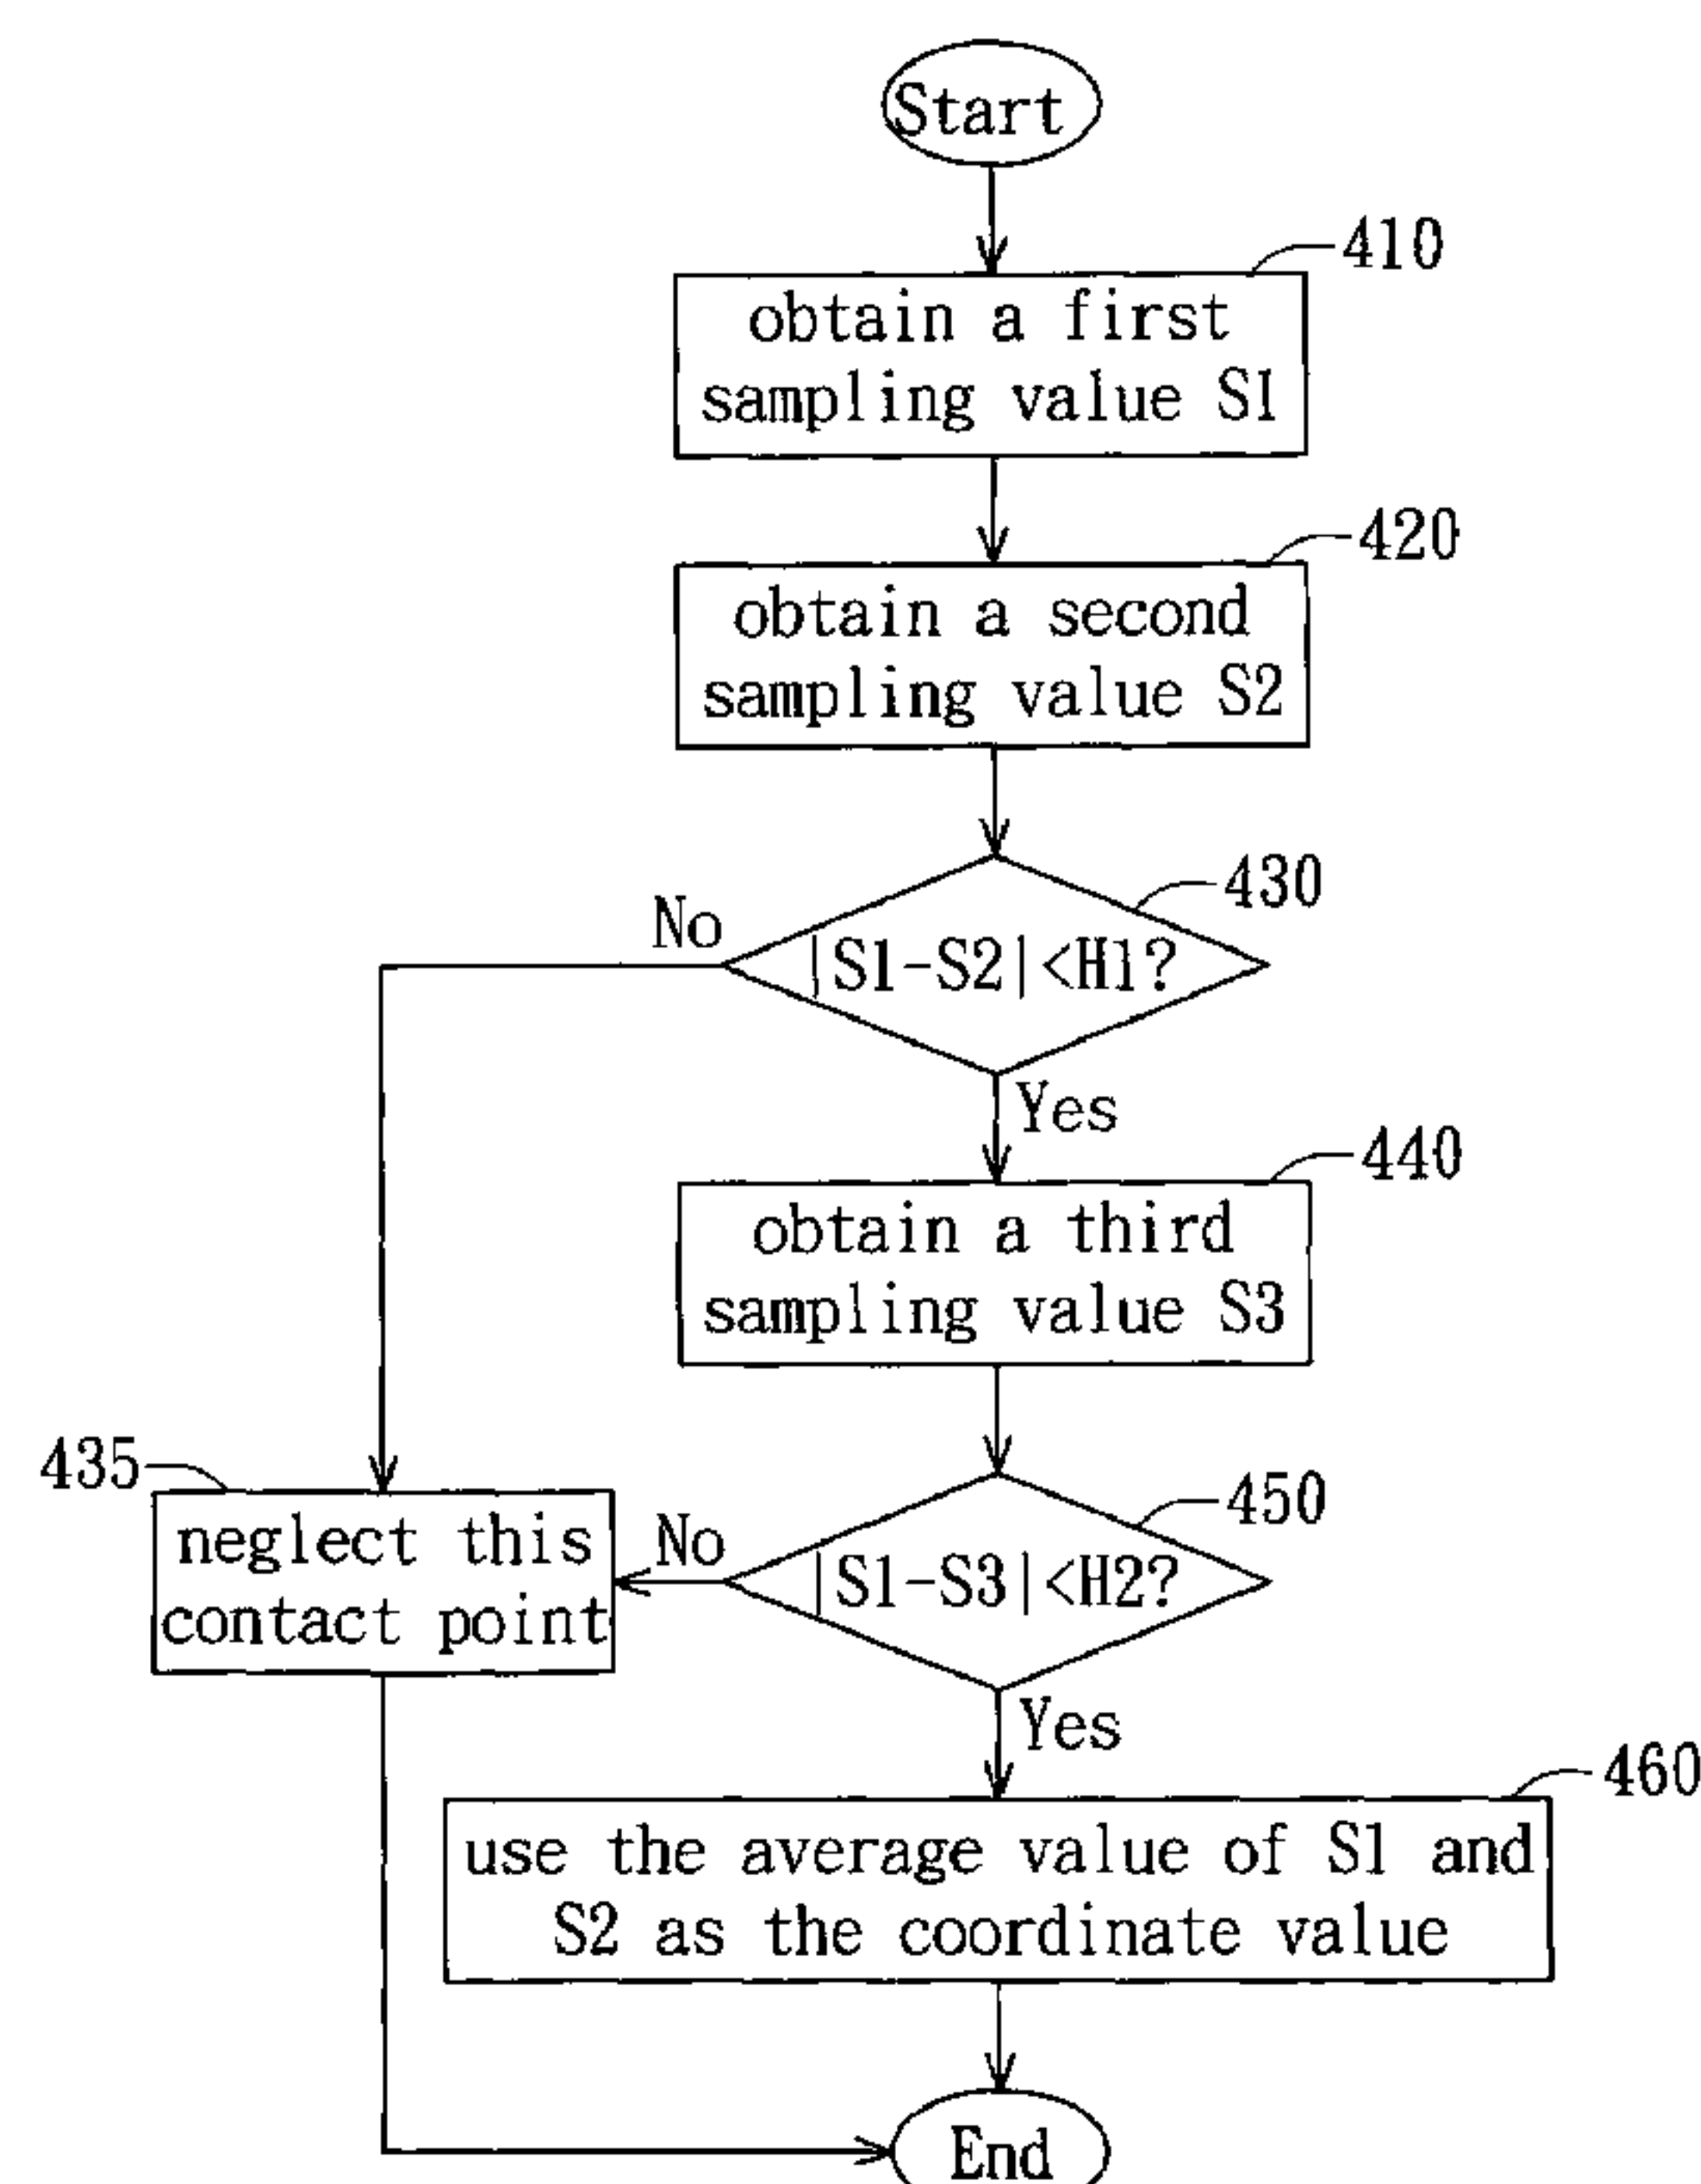 Start
410
obtain a first
sampling value S1
420
obtain a second
sampling value S2
430
No
|S1-S2|<H1?
Yes
440
obtain a third
sampling value S3
435
neglect this
contact point
450
No
|S1-S3|<H2?
Yes
460
use the average value of S1 and
S2 as the coordinate value
End